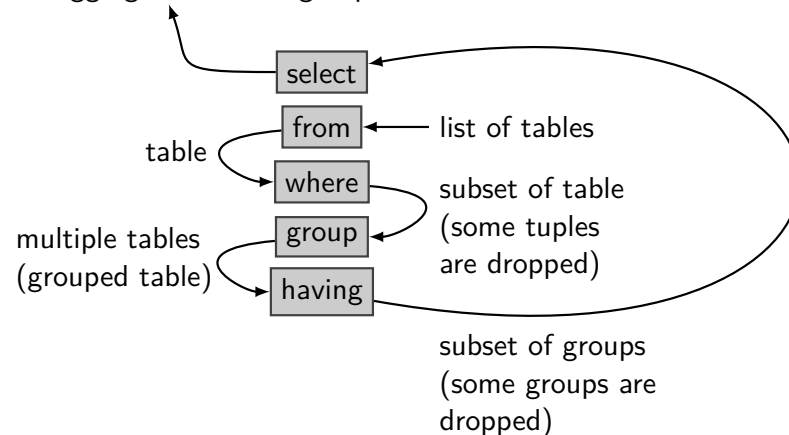 select
from
list of tables
table
where
subset of table
(some tuples
are dropped)
group
multiple tables
(grouped table)
having
subset of groups
(some groups are
dropped)